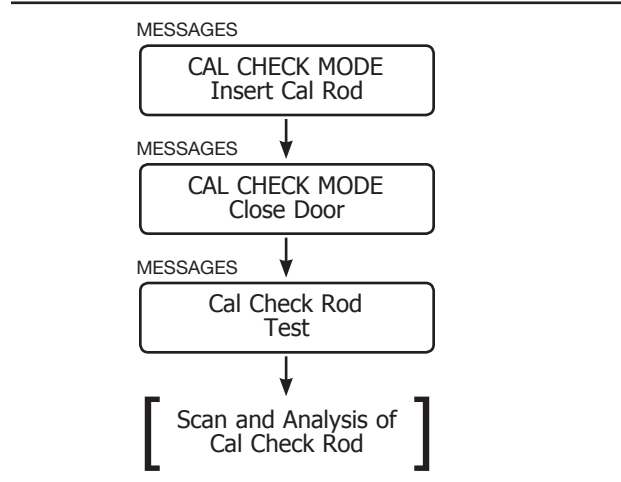 MESSAGES
CAL CHECK MODE
Insert Cal Rod
MESSAGES
CAL CHECK MODE
Close Door
MESSAGES
Cal Check Rod
Test
Scan and Analysis of
Cal Check Rod